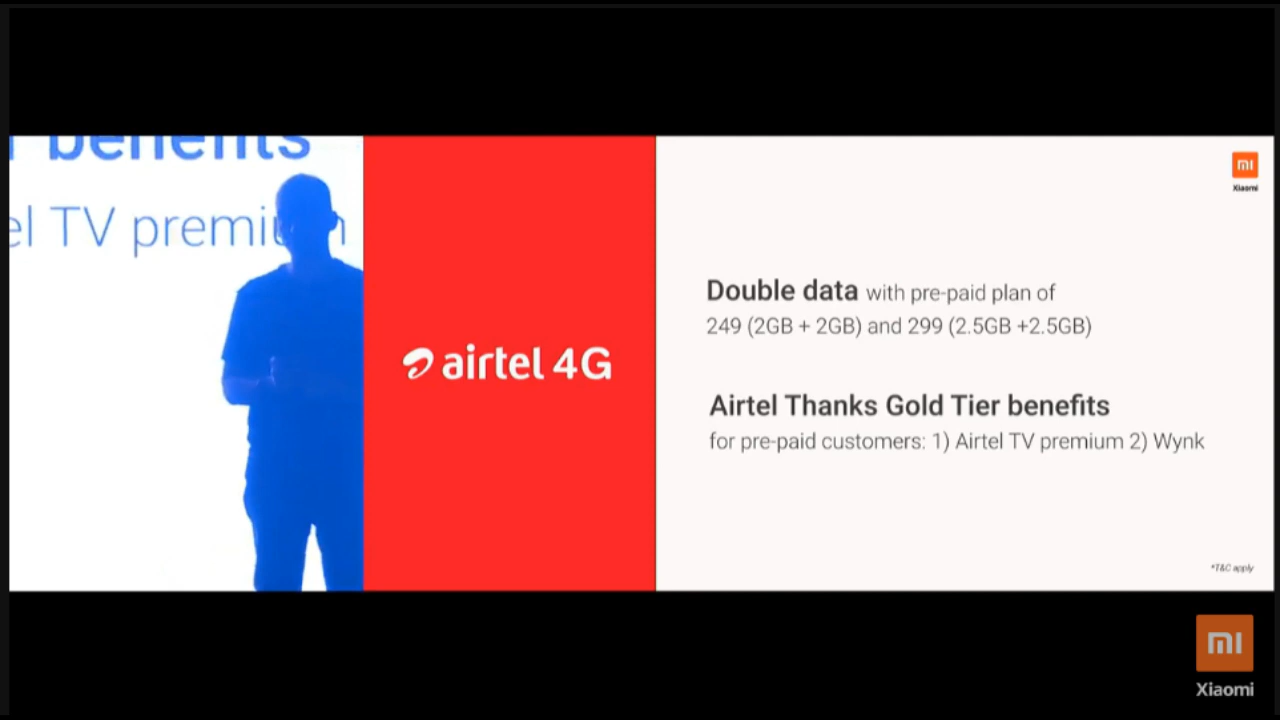 benefits
el TV premium
airtel 4G
mi
Xiaomi
Double data with pre-paid plan of
249 (2GB + 2GB) and 299 (2.5GB +2.5GB)
Airtel Thanks Gold Tier benefits
for pre-paid customers: 1) Airtel TV premium 2) Wynk
*T&C apply
mi
Xiaomi